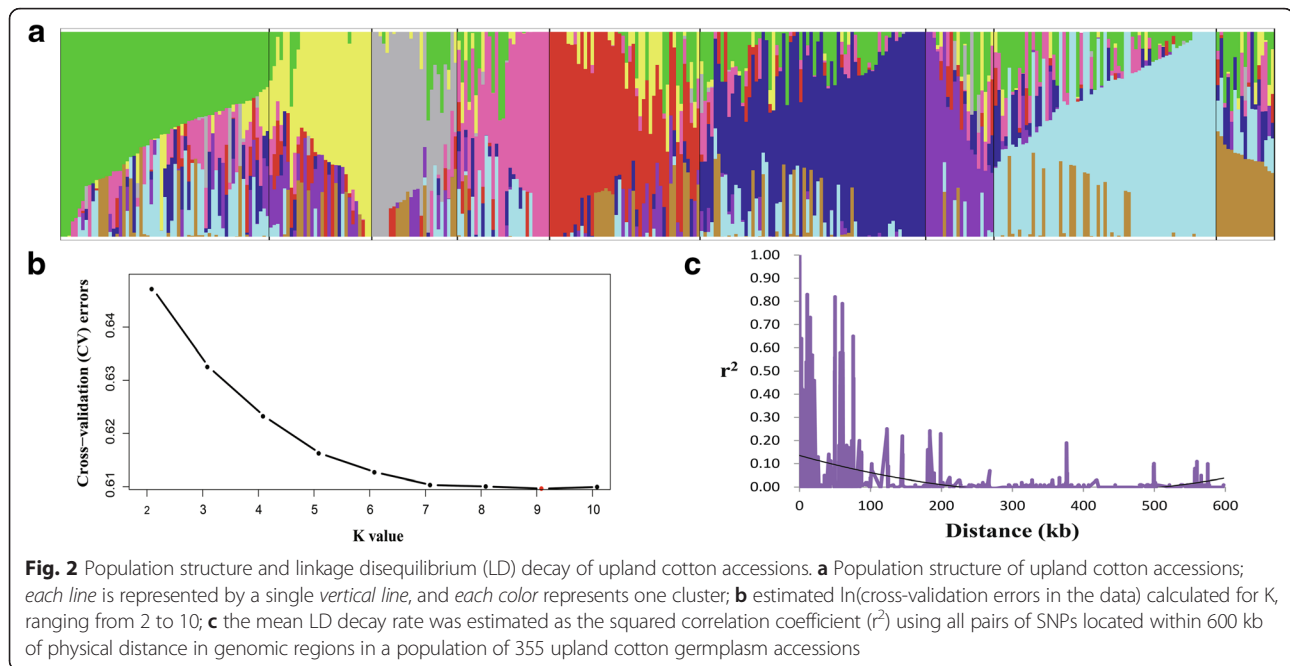 a
b
Cross−validation (CV) errors
0.64
0.63
0.62
0.61
2 3 4 5 6 7 8 9 10
K value
c
1.00
0.90
0.80
0.70
0.60
r²
0.50
0.40
0.30
0.20
0.10
0.00
0 100 200 300 400 500 600
Distance (kb)
Fig. 2 Population structure and linkage disequilibrium (LD) decay of upland cotton accessions. a Population structure of upland cotton accessions;
each line is represented by a single vertical line, and each color represents one cluster; b estimated ln(cross-validation errors in the data) calculated for K,
ranging from 2 to 10; c the mean LD decay rate was estimated as the squared correlation coefficient (r²) using all pairs of SNPs located within 600 kb
of physical distance in genomic regions in a population of 355 upland cotton germplasm accessions